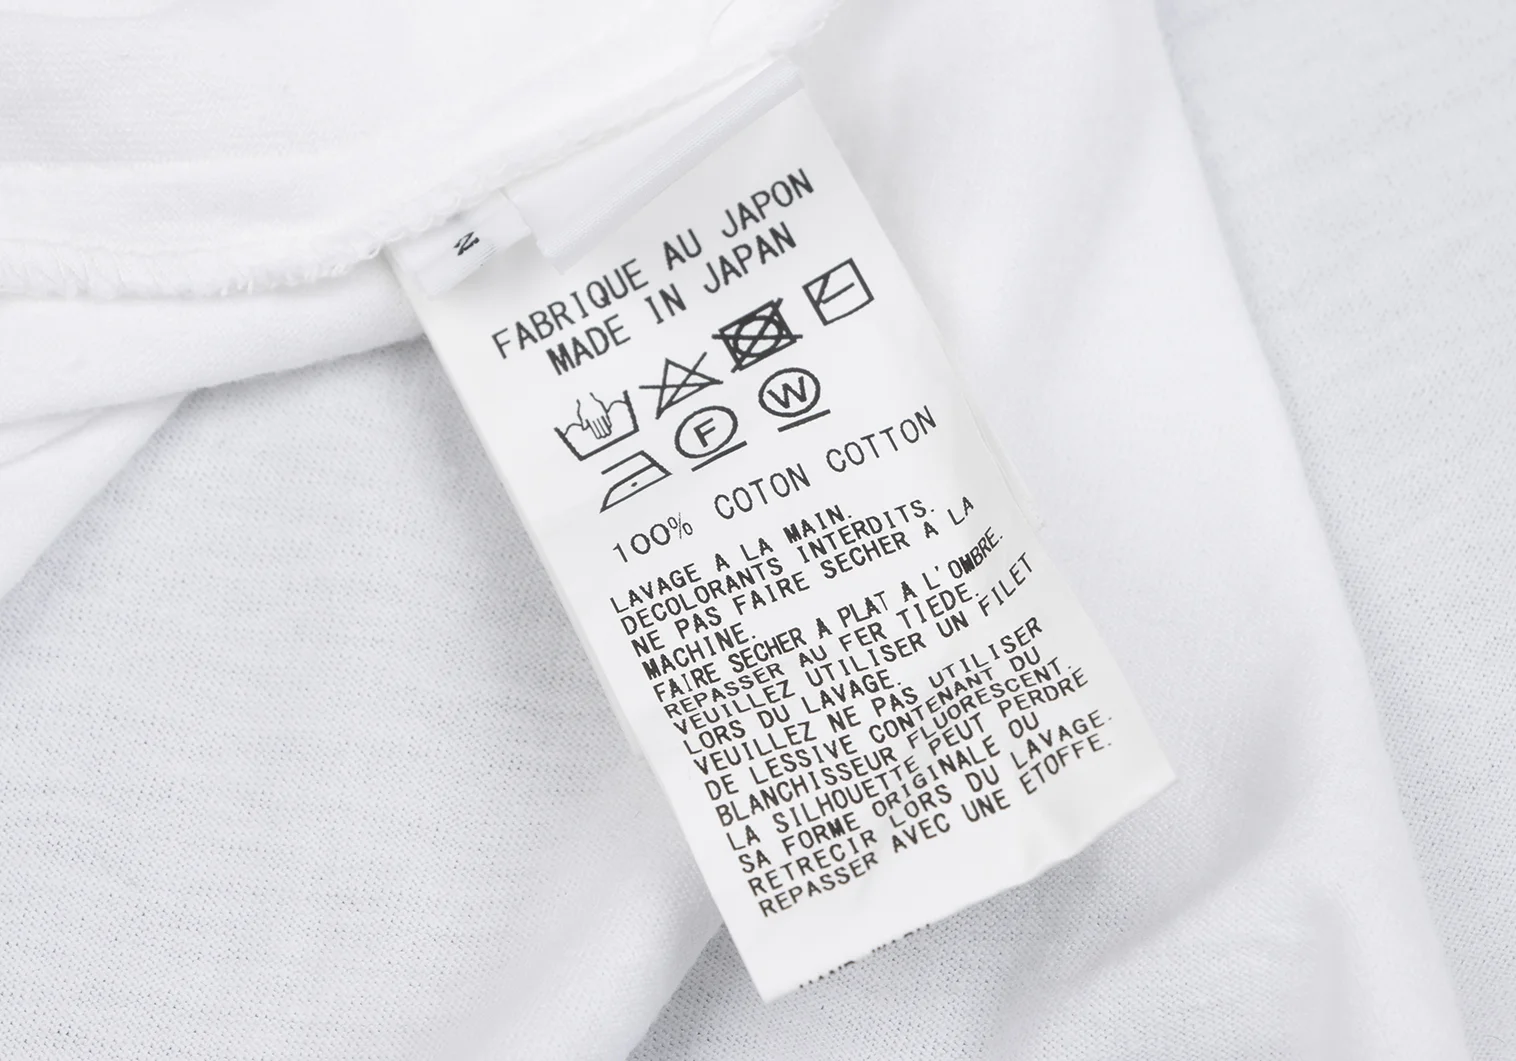 2
FABRIQUE AU JAPON
MADE IN JAPAN
F
W
100% COTON COTTON
LAVAGE A LA MAIN.
DECOLORANTS INTERDITS.
NE PAS FAIRE SECHER A LA
MACHINE.
FAIRE SECHER A PLAT A L'OMBRE.
REPASSER AU FER TIEDE.
VEUILLEZ UTILISER UN FILET
LORS DU LAVAGE.
VEUILLEZ NE PAS UTILISER
DE LESSIVE CONTENANT DU
BLANCHISSEUR FLUORESCENT.
LA SILHOUETTE PEUT PERDRE
SA FORME ORIGINALE OU
RETRECIR LORS DU LAVAGE.
REPASSER AVEC UNE ETOFFE.